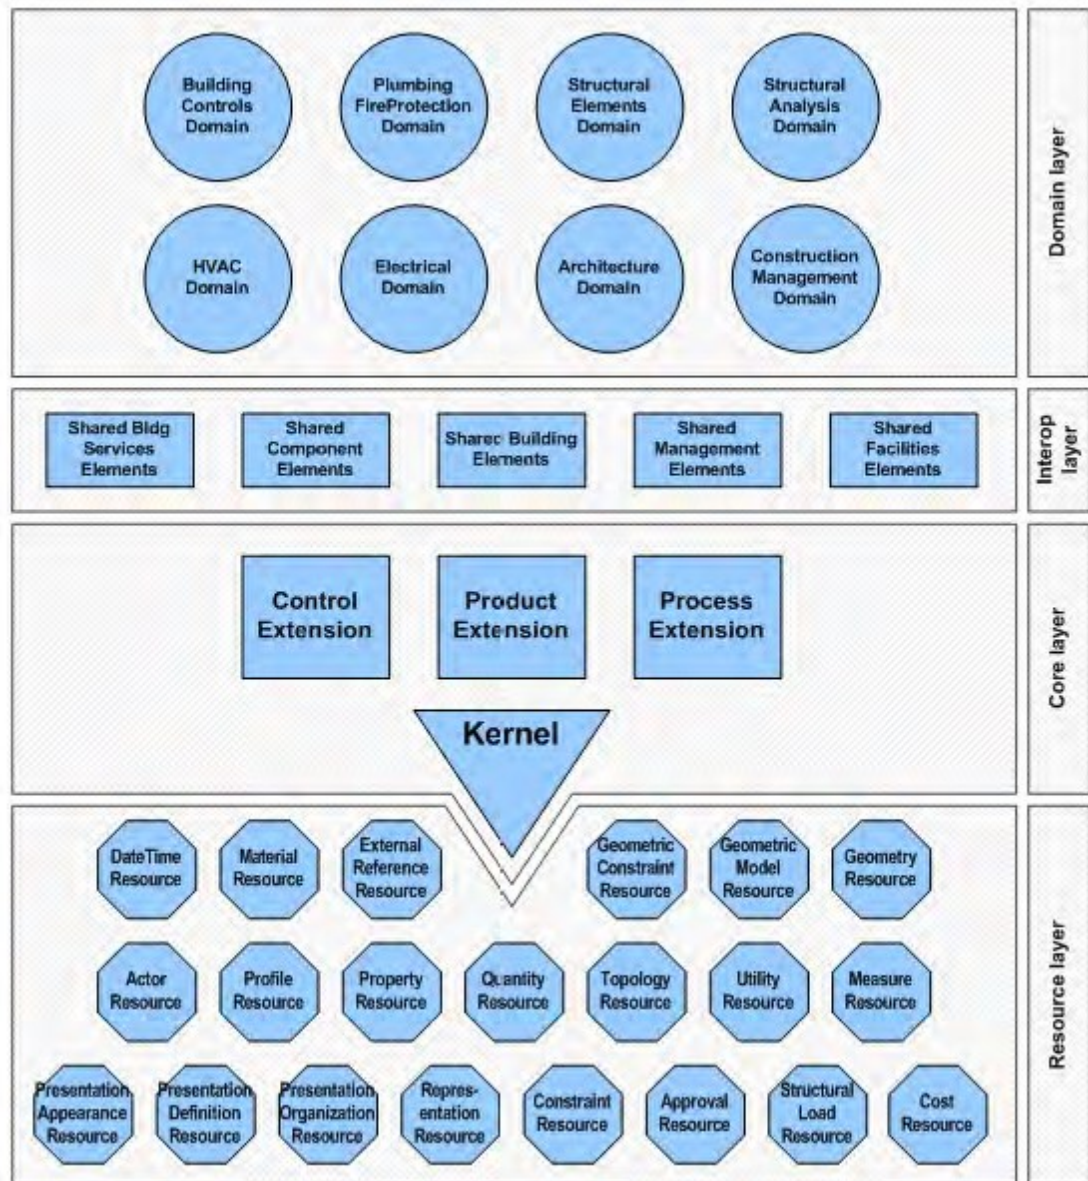 Building
Controls
Domain
Plumbing
FireProtection
Domain
Structural
Elements
Domain
Structural
Analysis
Domain
HVAC
Domain
Electrical
Domain
Architecture
Domain
Construction
Management
Domain
Domain layer
Shared Bldg
Services
Elements
Shared
Component
Elements
Shared Building
Elements
Shared
Management
Elements
Shared
Facilities
Elements
Interop
layer
Control
Extension
Product
Extension
Process
Extension
Kernel
Core layer
DateTime
Resource
Material
Resource
External
Reference
Resource
Geometric
Constraint
Resource
Geometric
Model
Resource
Geometry
Resource
Actor
Resource
Profile
Resource
Property
Resource
Quantity
Resource
Topology
Resource
Utility
Resource
Measure
Resource
Presentation
Appearance
Resource
Presentation
Definition
Resource
Presentation
Organization
Resource
Repres-
entation
Resource
Constraint
Resource
Approval
Resource
Structural
Load
Resource
Cost
Resource
Resource layer